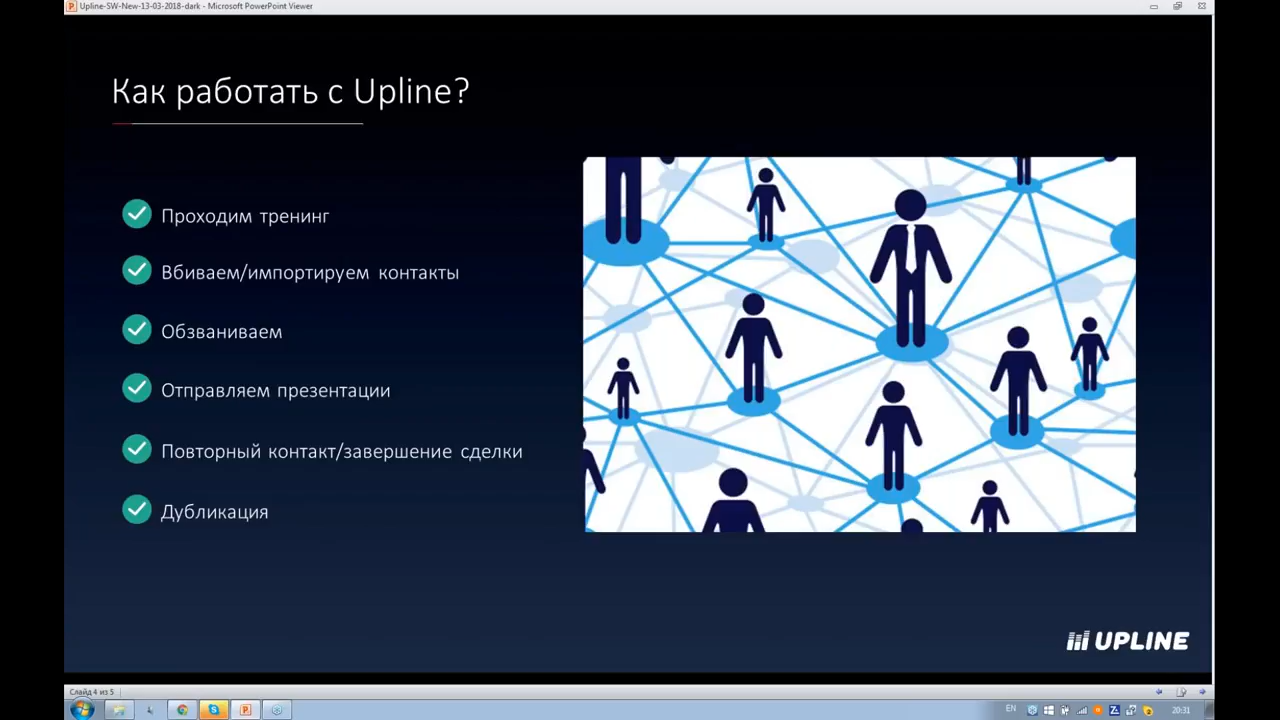 Upline-SW-New-13-03-2018-dark - Microsoft PowerPoint Viewer
Как работать с Upline?
Проходим тренинг
Вбиваем/импортируем контакты
Обзваниваем
Отправляем презентации
Повторный контакт/завершение сделки
Дубликация
UPLINE
Слайд 4 из 5
EN
20:31